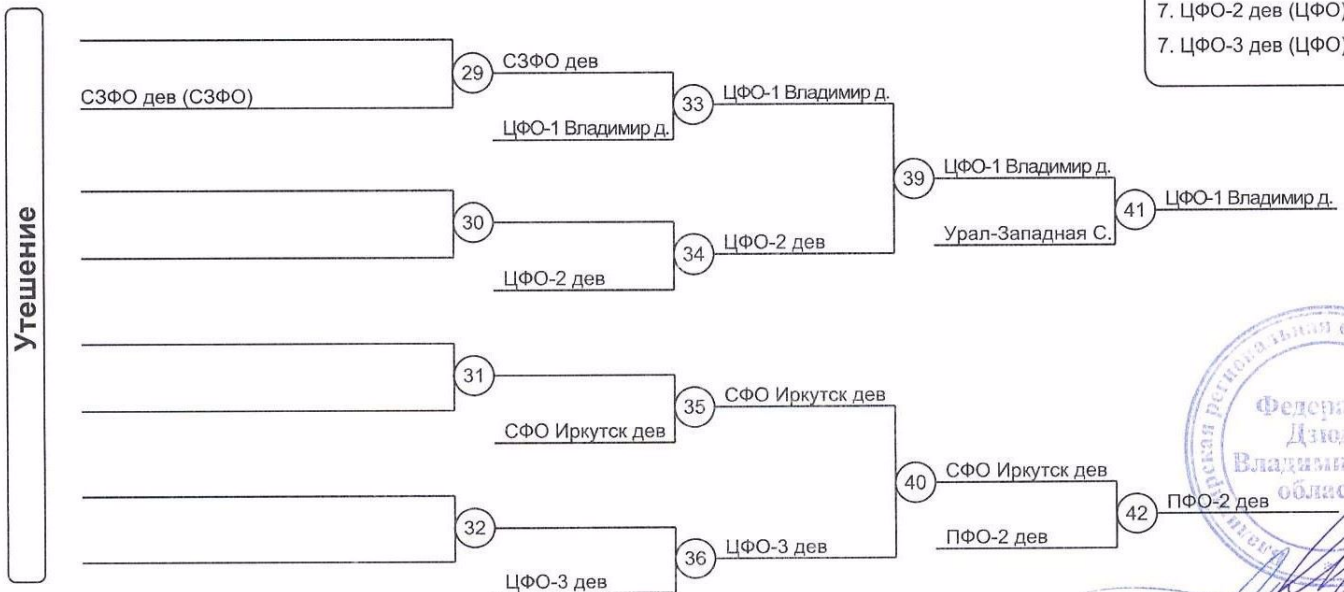 7. ЦФО-2 дев (ЦФО)
7. ЦФО-3 дев (ЦФО)
Утешение
СЗФО дев (СЗФО)
29
СЗФО дев
ЦФО-1 Владимир д.
33
ЦФО-1 Владимир д.
30
ЦФО-2 дев
34
ЦФО-2 дев
39
ЦФО-1 Владимир д.
Урал-Западная С.
41
ЦФО-1 Владимир д.
31
СФО Иркутск дев
35
СФО Иркутск дев
32
ЦФО-3 дев
36
ЦФО-3 дев
40
СФО Иркутск дев
ПФО-2 дев
42
ПФО-2 дев